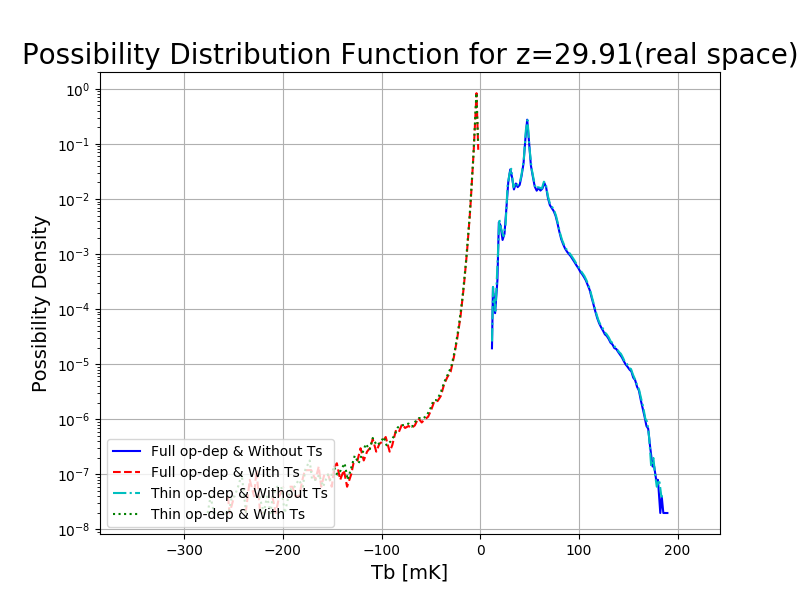 Possibility Distribution Function for z=29.91(real space)
Possibility Density
10⁰
10⁻¹
10⁻²
10⁻³
10⁻⁴
10⁻⁵
10⁻⁶
10⁻⁷
10⁻⁸
Full op-dep & Without Ts
Full op-dep & With Ts
Thin op-dep & Without Ts
Thin op-dep & With Ts
−300 −200 −100 0 100 200
Tb [mK]